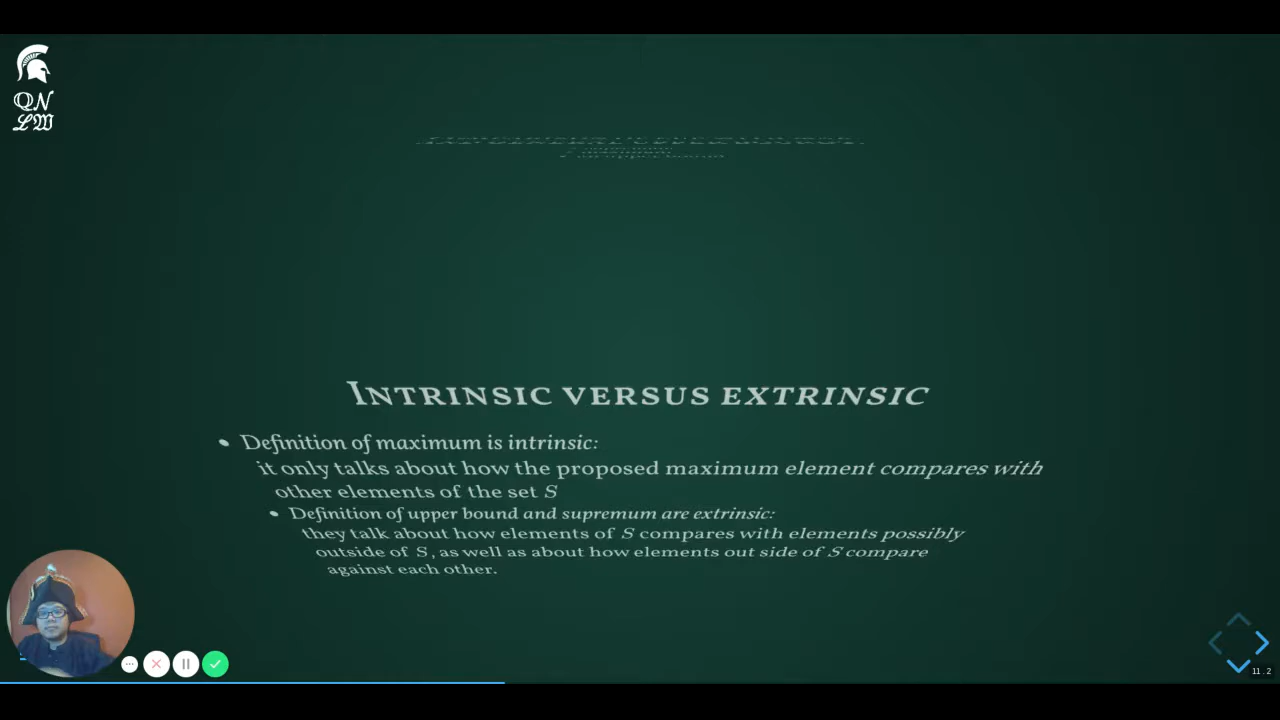 QN
LW
INTRINSIC VERSUS EXTRINSIC
• Definition of maximum is intrinsic:
it only talks about how the proposed maximum element compares with
other elements of the set S
• Definition of upper bound and supremum are extrinsic:
they talk about how elements of S compares with elements possibly
outside of S, as well as about how elements out side of S compare
against each other.
11.2